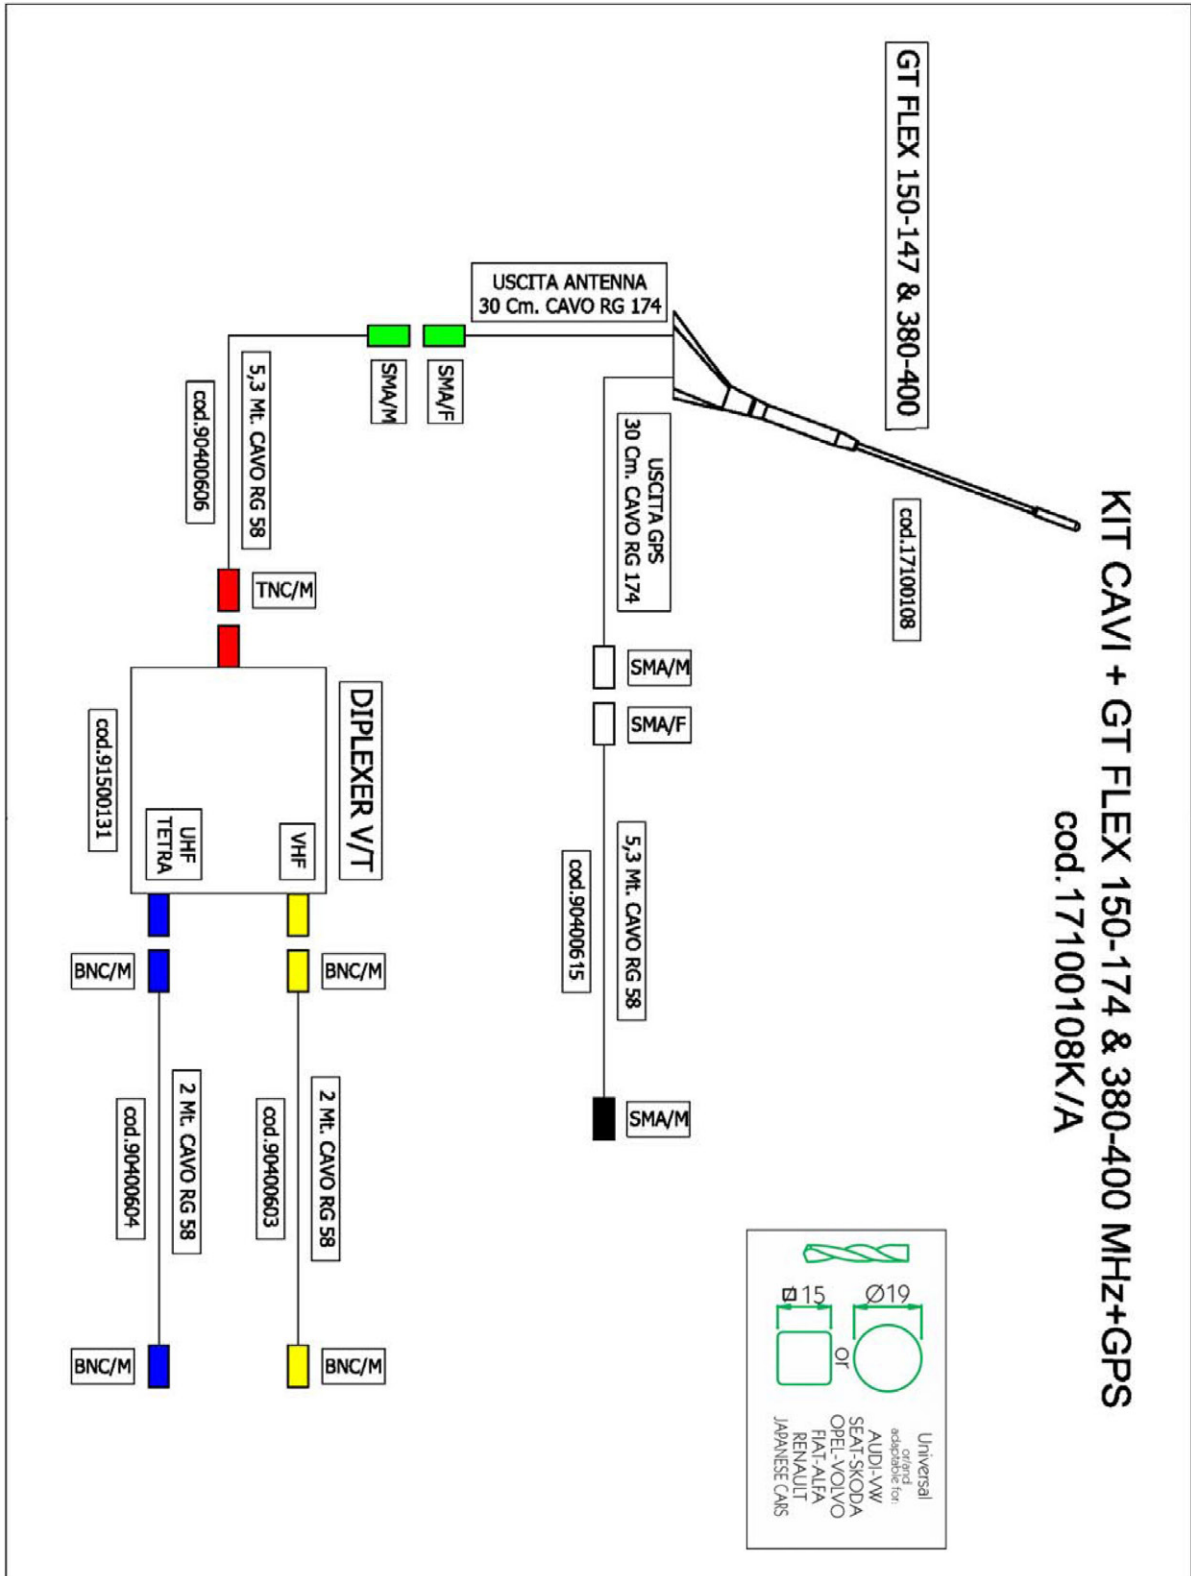 KIT CAVI + GT FLEX 150-174 & 380-400 MHz+GPS
cod.17100108K/A
GT FLEX 150-147 & 380-400
cod.17100108
USCITA ANTENNA
30 Cm. CAVO RG 174
USCITA GPS
30 Cm. CAVO RG 174
SMA/M
SMA/F
5,3 Mt. CAVO RG 58
cod.90400615
SMA/M
SMA/F
SMA/M
5,3 Mt. CAVO RG 58
cod.90400606
TNC/M
DIPLEXER V/T
VHF
UHF
TETRA
cod.91500131
BNC/M
2 Mt. CAVO RG 58
cod.90400603
BNC/M
BNC/M
2 Mt. CAVO RG 58
cod.90400604
BNC/M
Ø19
or
15
Universal
or/and
adaptable for:
AUDI-VW
SEAT-SKODA
OPEL-VOLVO
FIAT-ALFA
RENAULT
JAPANESE CARS